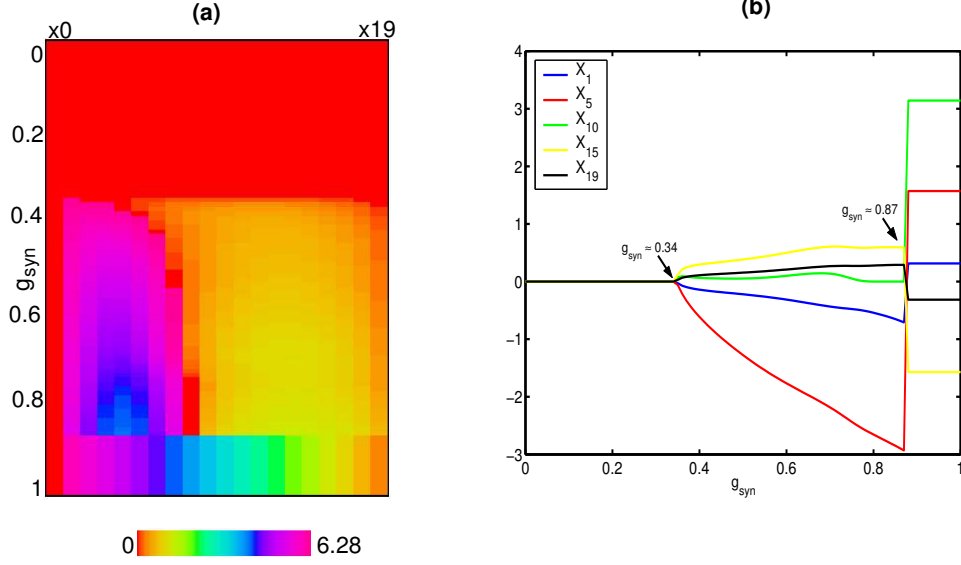 (a)
x0 x19
0
0.2
0.4
0.6
0.8
1
g_syn
0 6.28
(b)
4
3
2
1
0
−1
−2
−3
X_1
X_5
X_10
X_15
X_19
g_syn ≈ 0.34
g_syn ≈ 0.87
0 0.2 0.4 0.6 0.8 1
g_syn